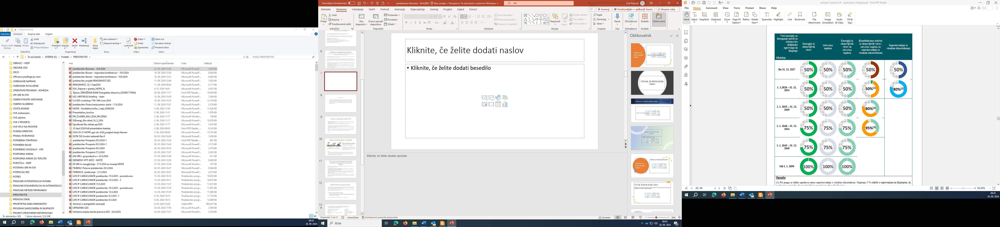 PREDSTAVITVE
Datoteka Osnovno Skupna raba Pogled
Pripni v hitri dostop
Kopiraj
Prilepi
Izreži
Kopiraj pot
Prilepi bližnjico
Odložišče
Premakni v
Kopiraj v
Izbriši
Preimenuj
Organiziraj
Nova mapa
Nov element
Preprost dostop
Novo
Lastnosti
Odpri
Uredi
Zgodovina
Odpri
Izberi vse
Ne izberi ničesar
Preobrni izbor
Izberi
Ta računalnik › INTERNI (E:) › Podatki › PREDSTAVITVE
Preišči PREDSTAVITVE
OBRAZCI - MZIP
OBZORJE 2020
OECD
Officeove predloge po meri
OGREVALNE NAPRAVE
OGREVANJE IN HLAJENJE
OPERATIVNI PROGRAM - KOHEZIJA
OPI URE IN OVE
OSEBNI PODATKI VAROVANJE
OSEBNO SLUZBENO
OSVETLJEVANJE
OVE mehanizem
OVE splošno
OVE V PROMETU
OVE VPLIV NA PROSTOR
PLINSKA DIREKTIVA
PMdelci IN BIOMASA
PODNEBNA STRATEGIJA
PODNEBNI SKLAD
PODNEBNO OGLEDALO - LIFE
PODPORNA SHEMA
PODPORNA SHEMA ZA TOPLOTO
POROČILA - MZIP
POSTAVKA URE IN OVE
POTENCIALI RES
POTRES
PRAVILNIK AVTOMATIZACIJA IN RABA
PRAVILNIK DOKUMENTACIJA IN AVTOMATIZACIJ
PRAVILNIK METODE PRIHRANKOV
PREDSTAVITVE
PRENOVA STAVB
PRIORITETNA RABA ENERGENTOV
PROGRAM SAMOOSKRBA IN SKUPNOSTI
PROJEKT STRUKTURNIH REFOROM E&Y
Ime Datum spremembe Vrsta Velikost
predstavitev Biomasa - 24.9.2024 25. 09. 2024 15:40 Microsoft PowerP... 5.655 KB
predstavitev Borzen - trajnostna konferenca1 - 19.9.2024 18. 09. 2024 13:50 Microsoft PowerP... 6.044 KB
predstavitev Borzen - trajnostna konferenca - 19.9.2024 18. 09. 2024 13:31 Microsoft PowerP... 6.044 KB
predstavitev projekt RENOINVEST GZS 11. 09. 2024 12:46 Microsoft PowerP... 1.820 KB
RENOINVEST_ SJ_11sep2024 11. 09. 2024 09:24 Microsoft PowerP... 2.117 KB
ESG_Trajnost v gradnji_MOPE_SL 4. 07. 2024 16:01 Microsoft PowerP...
Šijanec ZDRUŽENJE BANK Energetska izkaznica_20240617 FINAL 26. 06. 2024 17:17 Foxit PDF Reader ... 10.929 KB
432-24P0768 EU briefing - clean 18. 06. 2024 15:58 Microsoft PowerP... 7.549 KB
CA EED workshop 17th 18th June 2024 18. 06. 2024 15:53 Microsoft PowerP... 12.158 KB
predstavitev Financiranje prenov stavb - 11.6.2024 11. 06. 2024 13:31 Microsoft PowerP... 2.276 KB
MOPE - Kontaktna točka_1.seja_05062024 4. 06. 2024 17:54 Microsoft PowerP... 11.428 KB
Presentation_končno 3. 06. 2024 11:21 Microsoft PowerP... 1.979 KB
PR_ČLANEK_MAJ_2024_SPLOŠNO 3. 06. 2024 11:17 Microsoft Wordov... 140 KB
SSEnergy_Eko sklad_16_5_2024 3. 06. 2024 11:17 Microsoft PowerP... 13.076 KB
Spodbude Eko sklada apr2024 3. 06. 2024 11:17 Microsoft PowerP... 3.416 KB
25 April 2024 full presentation baterije 3. 06. 2024 09:03 Foxit PDF Reader ... 8.143 KB
2024-05-21 MOPE-ppt-slo-2024_pregled stanja klemen 3. 06. 2024 08:26 Microsoft PowerP... 12.753 KB
SSTSF ŠJS Uvodni sestanek Rev.0 29. 05. 2024 16:26 Microsoft PowerP... 1.658 KB
predstavitev Prosperia 28.5.2024-1 29. 05. 2024 13:24 Foxit PDF Reader ... 867 KB
predstavitev Prosperia 28.5.2024-1 29. 05. 2024 13:24 Microsoft PowerP... 3.115 KB
predstavitev Prosperia 28.5.2024 28. 05. 2024 18:10 Microsoft PowerP... 3.375 KB
predstavitev Prosperia 27.5.2024 28. 05. 2024 17:47 Microsoft PowerP... 3.383 KB
AN URE v gospodarstvu v 22.4.2024 27. 05. 2024 12:28 Microsoft Wordov... 611 KB
SEENERGY-PPT-MČZ - MGTŠ1 27. 05. 2024 12:28 Microsoft PowerP... 8.408 KB
JR URE in razogljičenje - 27.5.2024 za mnenje MOPE 27. 05. 2024 12:26 Microsoft Wordov... 167 KB
TIMEPAC Potocar predstavitev 20.5.2024 20. 05. 2024 16:37 Microsoft PowerP... 9.546 KB
TIMEPACK predavanje - 21.5.2024 20. 05. 2024 16:31 Microsoft PowerP... 4.573 KB
LIFE IP CARE4CLIMATE predstavitev 15.5.2025 - posredovano 13. 05. 2024 18:13 Predstavitev progr... 10.833 KB
LIFE IP CARE4CLIMATE predstavitev 15.5.2025 - 2 13. 05. 2024 18:11 Predstavitev progr... 10.875 KB
LIFE IP CARE4CLIMATE 15.5.2025 13. 05. 2024 17:27 Predstavitev progr... 11.613 KB
LIFE IP CARE4CLIMATE predstavitev 14.5.2025 - posredovano 13. 05. 2024 15:19 Predstavitev progr... 11.581 KB
LIFE IP CARE4CLIMATE predstavitev 13.5.2025 13. 05. 2024 15:18 Predstavitev progr... 11.609 KB
LIFE IP CARE4CLIMATE predstavitev 9.5.2025 -1 9. 05. 2024 19:13 Predstavitev progr... 11.724 KB
LIFE IP CARE4CLIMATE predstavitev 9.5.2025 9. 05. 2024 19:13 Predstavitev progr... 12.889 KB
Seminar o energetskih sanacijah 8. 05. 2024 16:26 Video MP4 699.207 KB
UPRAVNIKI GZS 24. 04. 2024 17:56 Microsoft PowerP... 3.390 KB
Večstanovanjske stavbe prenova GZS - 24.4.2025 24. 04. 2024 17:31 Microsoft PowerP... 3.570 KB
Št. elementov: 803 1 izbran element, 5,52 MB
08:43
26. 09. 2024
Samodejno shranjevanje
predstavitev Biomasa - 24.9.2024
Brez oznake • Shranjeno v Ta računalnik s sistemom Windows
Išči
Erik Potočar
Datoteka Osnovno Vstavljanje Načrt Prehodi Animacije Diaprojekcija Snemaj Pregled Ogled Pomoč
Snemaj
Predstavljajte v aplikaciji Teams
Skupna raba
Prilepi
Izreži
Kopiraj
Preslikovalnik oblik
Odložišče
Nov diapozitiv
Znova uporabi diapozitive
Postavitev
Ponastavi
Odsek
Diapozitivi
Pisava
Smer besedila
Poravnaj besedilo
Pretvori v SmartArt
Odstavek
Razporedi
Hitri slogi
Polnilo oblike
Oris oblike
Učinki oblike
Risanje
Najdi
Zamenjaj
Izberi
Urejanje
Narek
Glas
Občutljivost
Občutljivost
Dodatki
Dodatki
Oblikovalnik
6
7
8
9
10
11
12
13
Kliknite, če želite dodati naslov
• Kliknite, če želite dodati besedilo
Kliknite, če želite dodati opombe
Oblikovalnik
Kliknite, če želite dodati naslov
Diapozitiv 7 od 17 slovenščina Dostopnost: preverite priporočila
Opombe
86%
Iščite
08:43
26. 09. 2024
priloga k smernici 26 - ogrevanje in hlajenje.pdf - Foxit PDF Reader
File Home Comment View Form Protect Share Help
Find
Hand
Select
SnapShot
Clipboard
Zoom
Page Fit Option
Reflow
Rotate View
Typewriter
Highlight
Link
Bookmark
File Attachment
Image Annotation
Audio & Video
Fill & Sign
Viri energije za doseganje meril za učinkovito daljinsko ogrevanje in hlajenje
Obdobje
Energija iz obnovljivih virov
Odvečna toplota
Energija iz obnovljivih virov in odvečna toplota
Kombinirana oskrba iz obnovljivih virov, odvečne toplote in soproizvodnje (z visokim izkoristkom)
Soproizvodnja (z visokim izkoristkom)
Do 31. 12. 2027 50% 50% 50% 50% 50%
1. 1.2028 – 31. 12. 2034 50% 50% 50% 50%(1) 80%(2)
1. 1. 2035 – 31. 12. 2039 50% 50% 50% 80%(3)
1. 1. 2040 – 31. 12. 2044 75% 75% 75% 95%(3)
1. 1. 2045 – 31. 12. 2049 75% 75% 75%
Od 1. 1. 2050 100% 100% 100%
Opombe
(1) Pri pragu se lahko upošteva samo soproizvodnja z visokim izkoristkom. Najmanj 5 % oskrbe z ogrevanjem in hlajenjem, ki
29 / 49
103.50%
08:43
26. 09. 2024